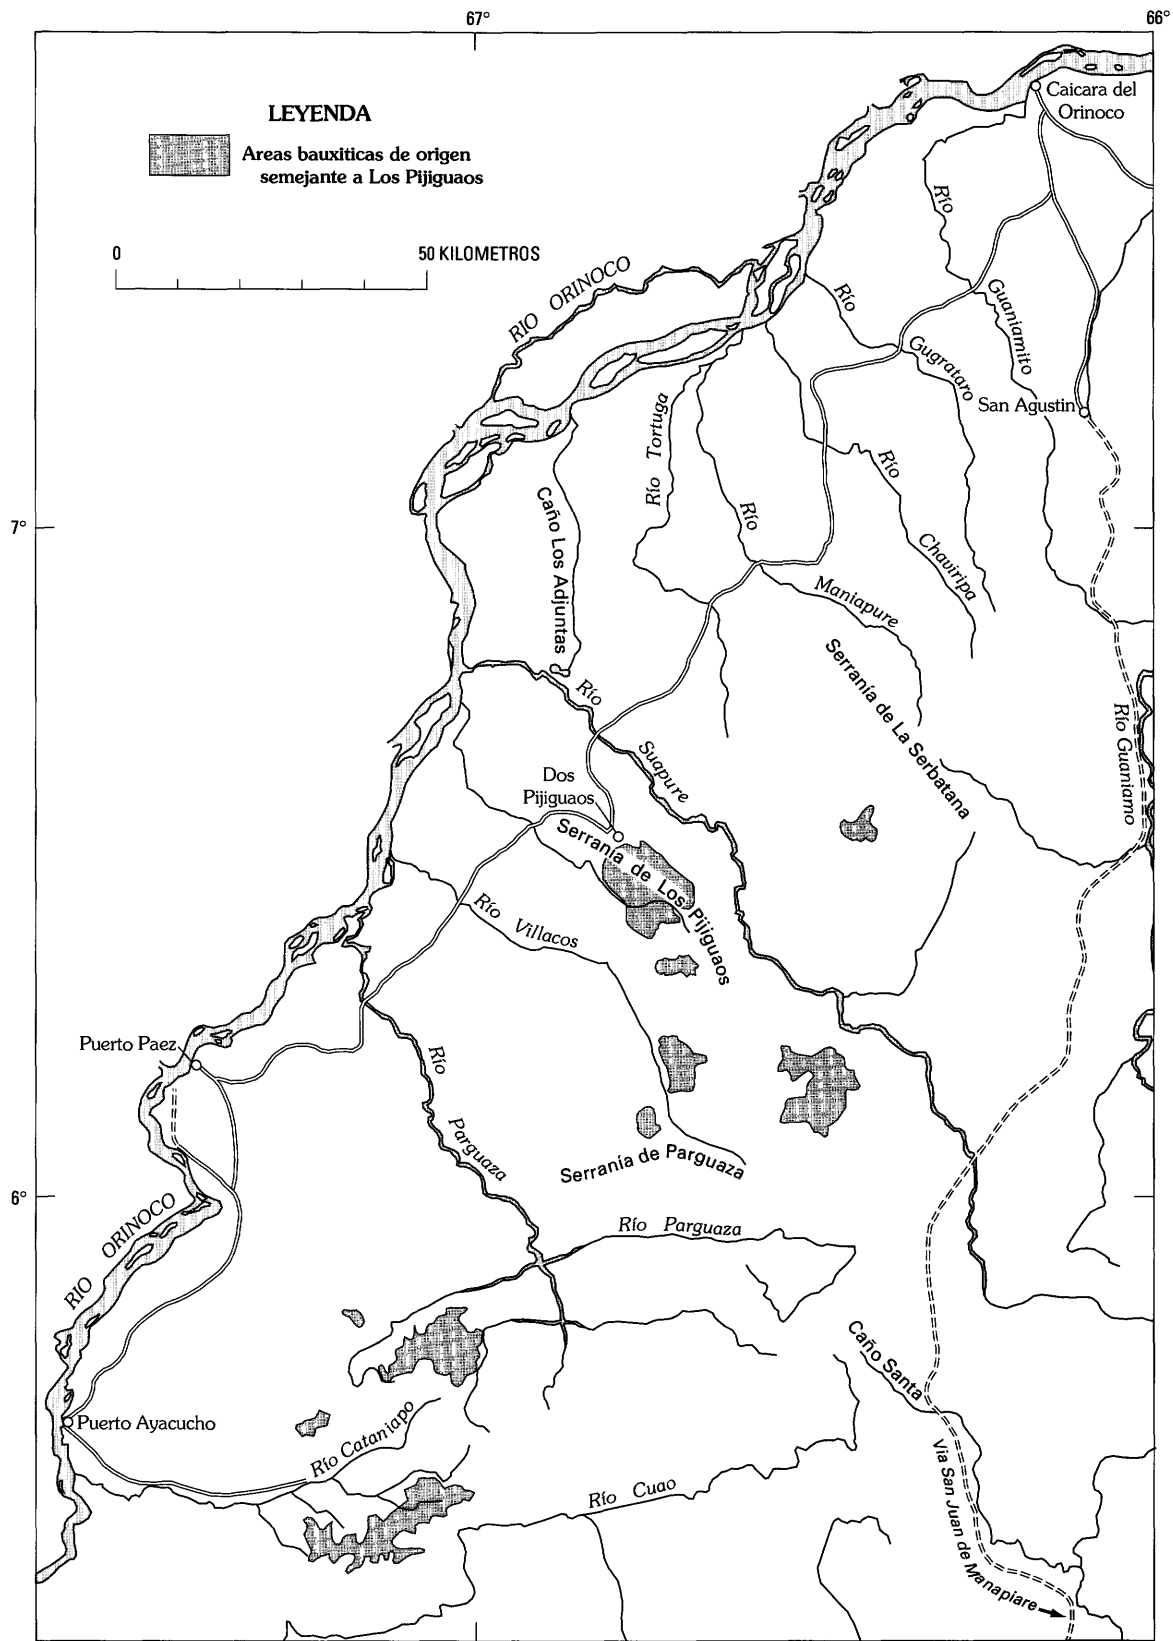 67°
66°
LEYENDA
Areas bauxiticas de origen
semejante a Los Pijiguaos
0
50 KILOMETROS
Caicara del
Orinoco
RIO ORINOCO
Río
Guaniamito
Río
Gugrataro
San Agustin
Río Tortuga
Río
Maniapure
Río
Chaviripa
Caño Los Adjuntas
7°
Río
Suapure
Serranía de La Serbatana
Río Guaniamo
Dos
Pijiguaos
Serranía de Los Pijiguaos
Río Villacos
Puerto Paez
Río
Parguaza
Serranía de Parguaza
6°
RIO ORINOCO
Río Parguaza
Caño Santa
Puerto Ayacucho
Río Cataniapo
Río Cuao
Via San Juan de Manapiare